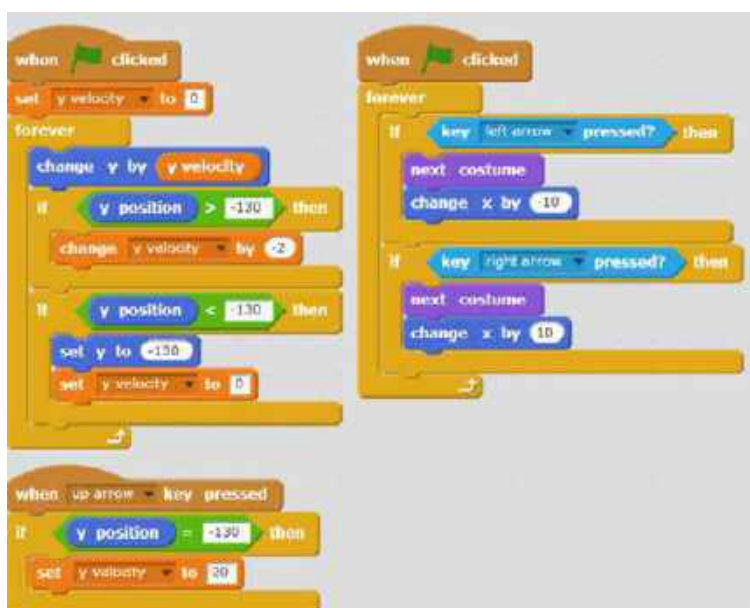 when clicked
set y velocity to 0
forever
change y by y velocity
if y position > -130 then
change y velocity by -2
if y position < -130 then
set y to -130
set y velocity to 0
when up arrow key pressed
if y position = -130 then
set y velocity to 20
when clicked
forever
if key left arrow pressed? then
next costume
change x by -10
if key right arrow pressed? then
next costume
change x by 10